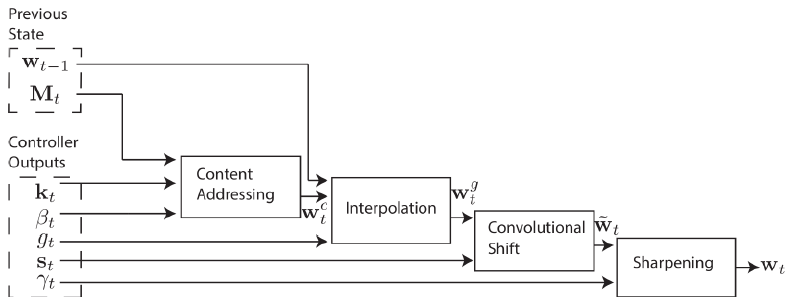 Previous
State
w_{t−1}
M_t
Controller
Outputs
k_t
β_t
g_t
s_t
γ_t
Content
Addressing
w_t^c
Interpolation
w_t^g
Convolutional
Shift
w̃_t
Sharpening
w_t